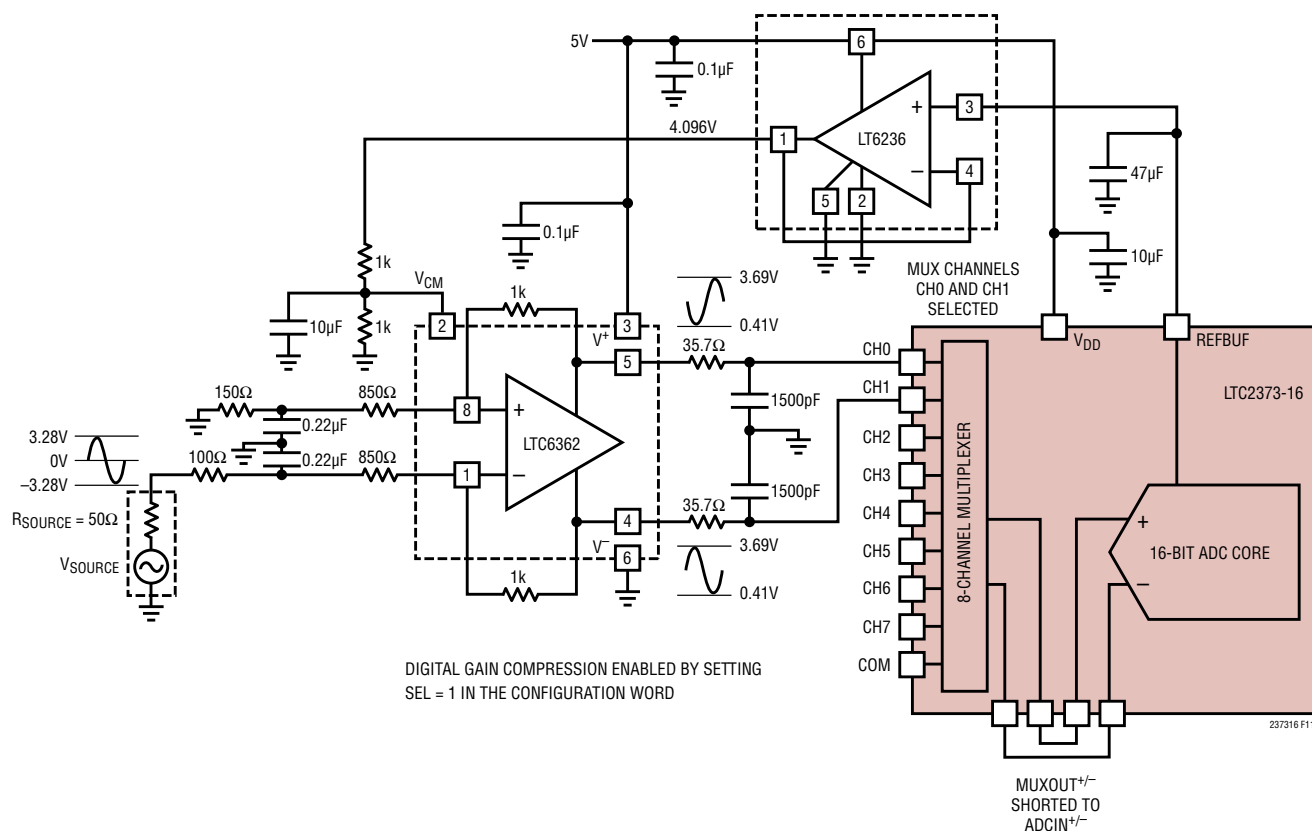 5V
6
0.1µF
+
3
4.096V
1
LT6236
–
4
47µF
5
2
0.1µF
10µF
1k
MUX CHANNELS
CH0 AND CH1
SELECTED
3.69V
0.41V
VCM
1k
10µF
1k
2
3
V+
VDD
REFBUF
5
35.7Ω
CH0
LTC2373-16
150Ω
850Ω
8
+
1500pF
CH1
0.22µF
LTC6362
CH2
3.28V
0V
–3.28V
100Ω
0.22µF
850Ω
1
–
1500pF
CH3
RSOURCE = 50Ω
4
35.7Ω
CH4
+
V–
3.69V
CH5
16-BIT ADC CORE
VSOURCE
6
0.41V
CH6
–
1k
CH7
8-CHANNEL MULTIPLEXER
COM
DIGITAL GAIN COMPRESSION ENABLED BY SETTING
SEL = 1 IN THE CONFIGURATION WORD
237316 F11
MUXOUT+/–
SHORTED TO
ADCIN+/–